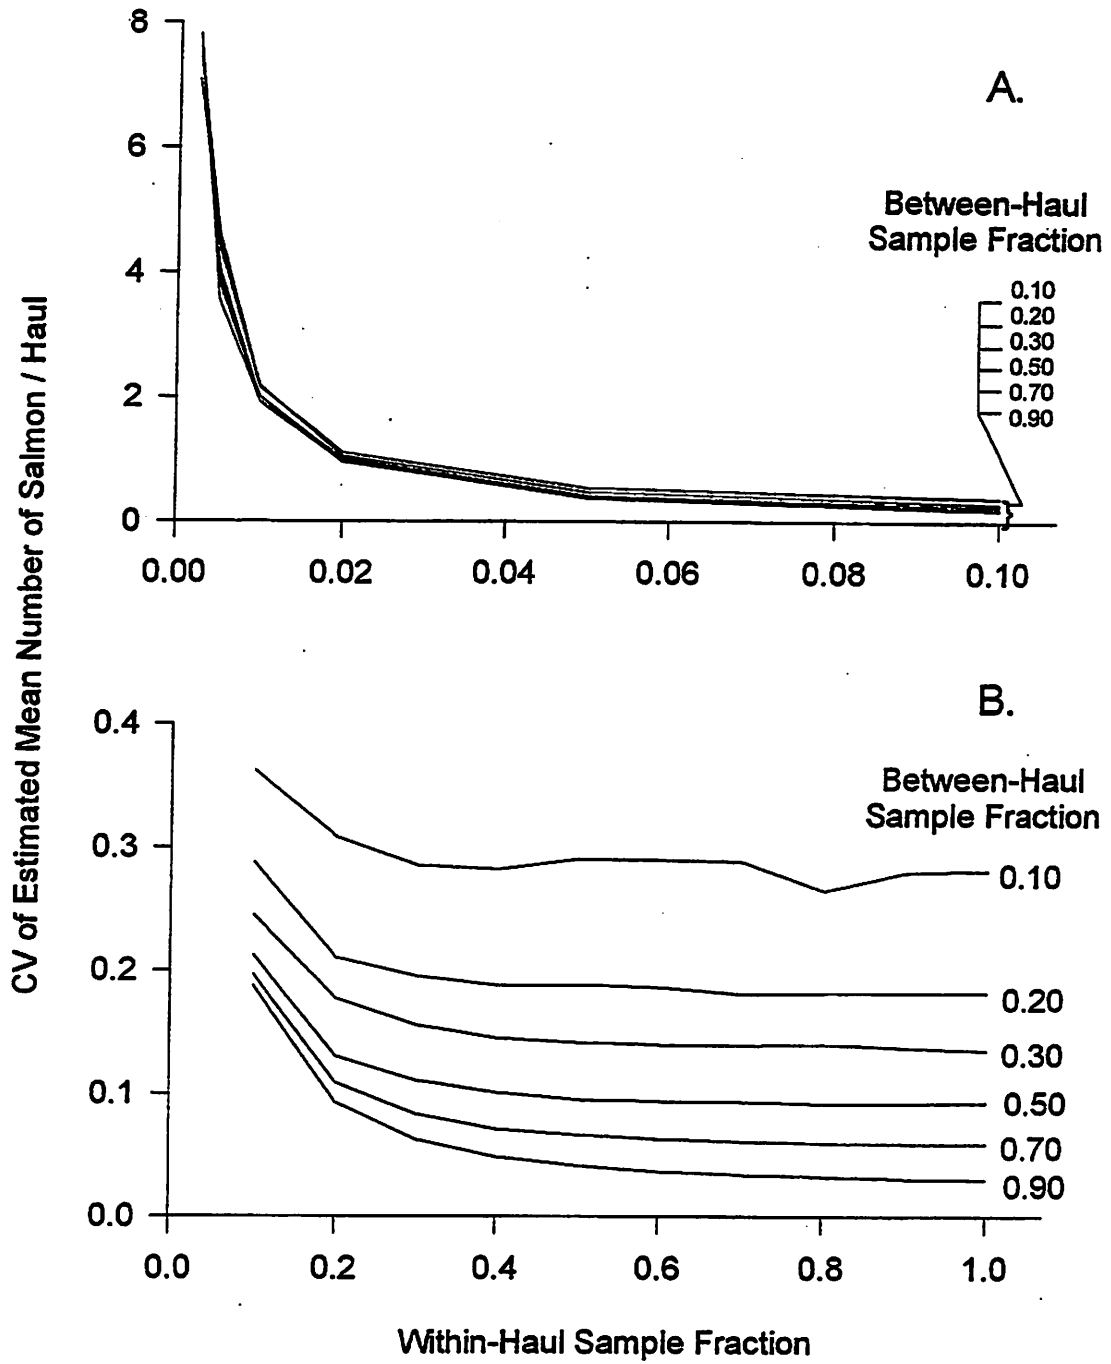 CV of Estimated Mean Number of Salmon / Haul
A.
8
6
4
2
0
0.00 0.02 0.04 0.06 0.08 0.10
Between-Haul
Sample Fraction
0.10
0.20
0.30
0.50
0.70
0.90
B.
0.4
0.3
0.2
0.1
0.0
0.0 0.2 0.4 0.6 0.8 1.0
Between-Haul
Sample Fraction
0.10
0.20
0.30
0.50
0.70
0.90
Within-Haul Sample Fraction